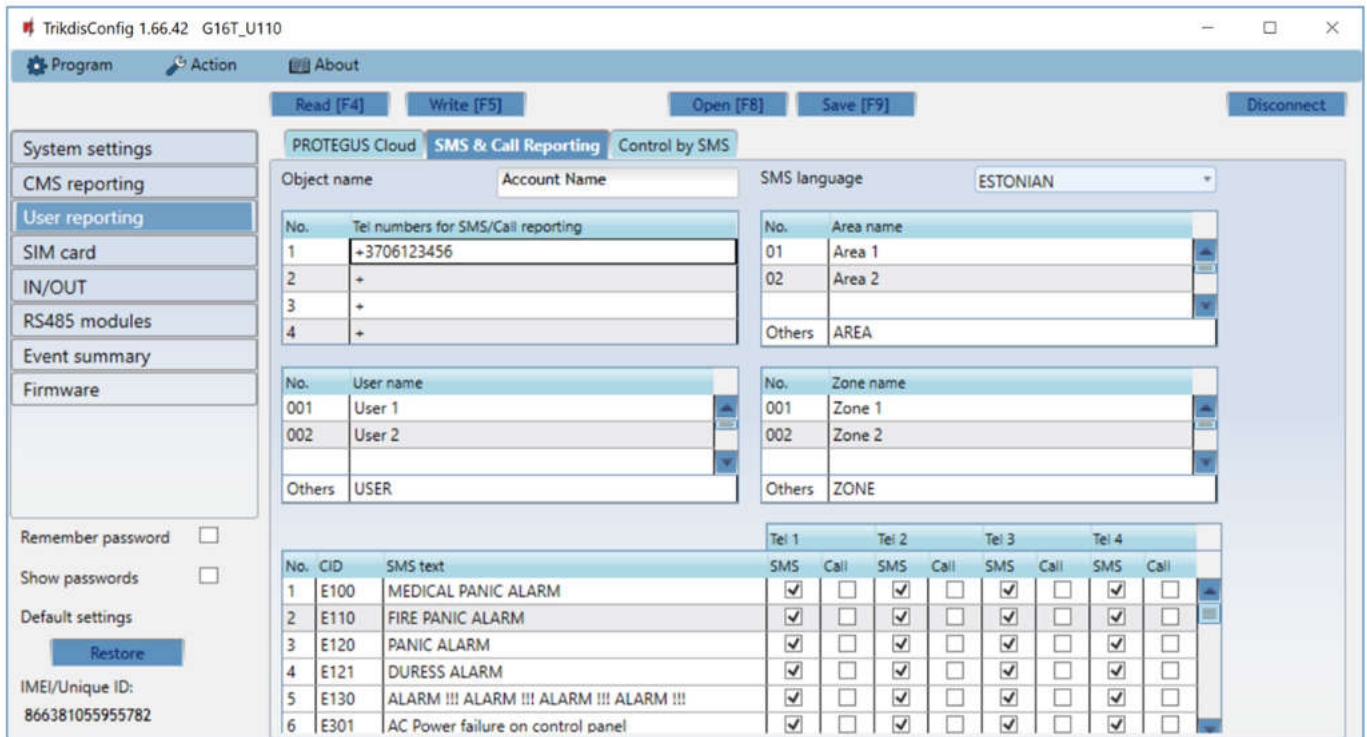 TrikdisConfig 1.66.42 G16T_U110
Program Action About
Read [F4] Write [F5] Open [F8] Save [F9] Disconnect
System settings
CMS reporting
User reporting
SIM card
IN/OUT
RS485 modules
Event summary
Firmware
Remember password
Show passwords
Default settings
Restore
IMEI/Unique ID:
866381055955782
PROTEGUS Cloud SMS & Call Reporting Control by SMS
Object name Account Name SMS language ESTONIAN
No. Tel numbers for SMS/Call reporting
1 +3706123456
2 +
3 +
4 +
No. Area name
01 Area 1
02 Area 2
Others AREA
No. User name
001 User 1
002 User 2
Others USER
No. Zone name
001 Zone 1
002 Zone 2
Others ZONE
Tel 1 Tel 2 Tel 3 Tel 4
No. CID SMS text SMS Call SMS Call SMS Call SMS Call
1 E100 MEDICAL PANIC ALARM
2 E110 FIRE PANIC ALARM
3 E120 PANIC ALARM
4 E121 DURESS ALARM
5 E130 ALARM !!! ALARM !!! ALARM !!! ALARM !!!
6 E301 AC Power failure on control panel